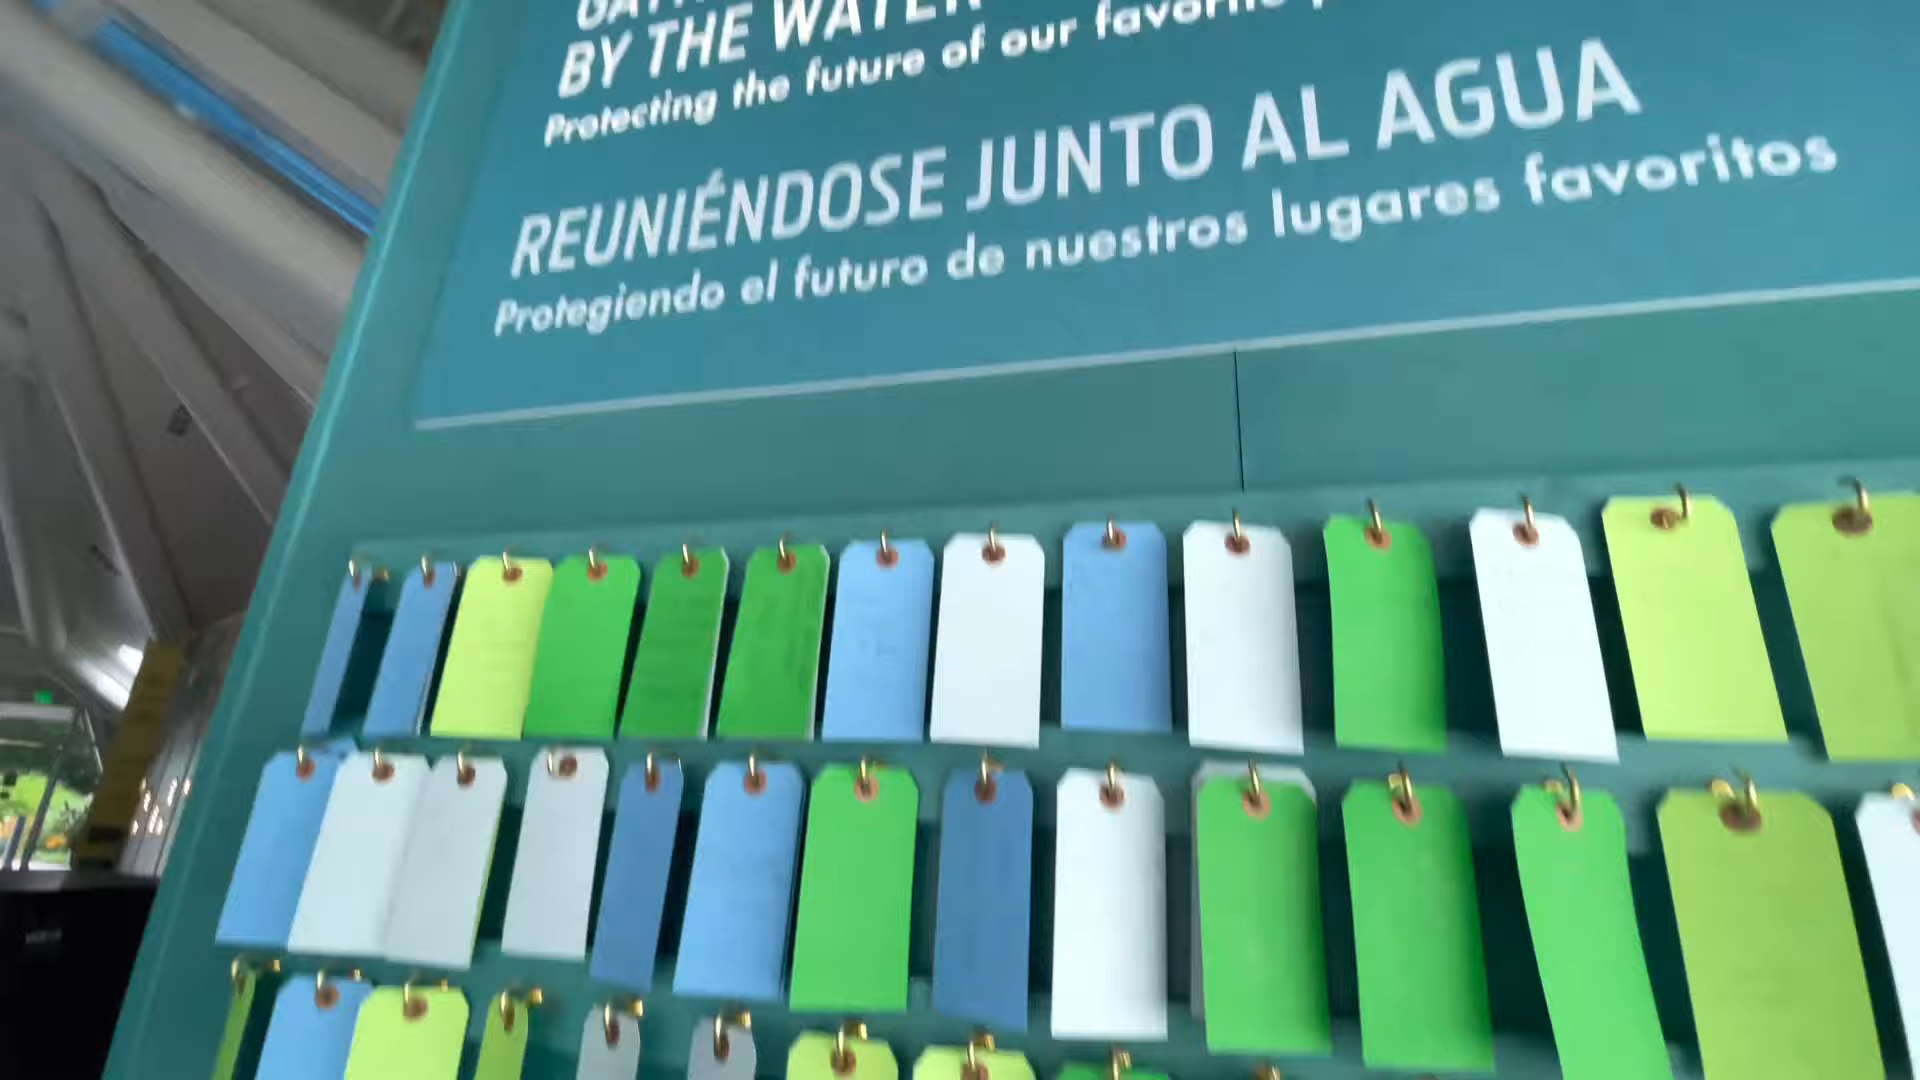 BY THE WATER
Protecting the future of our favorite
REUNIÉNDOSE JUNTO AL AGUA
Protegiendo el futuro de nuestros lugares favoritos